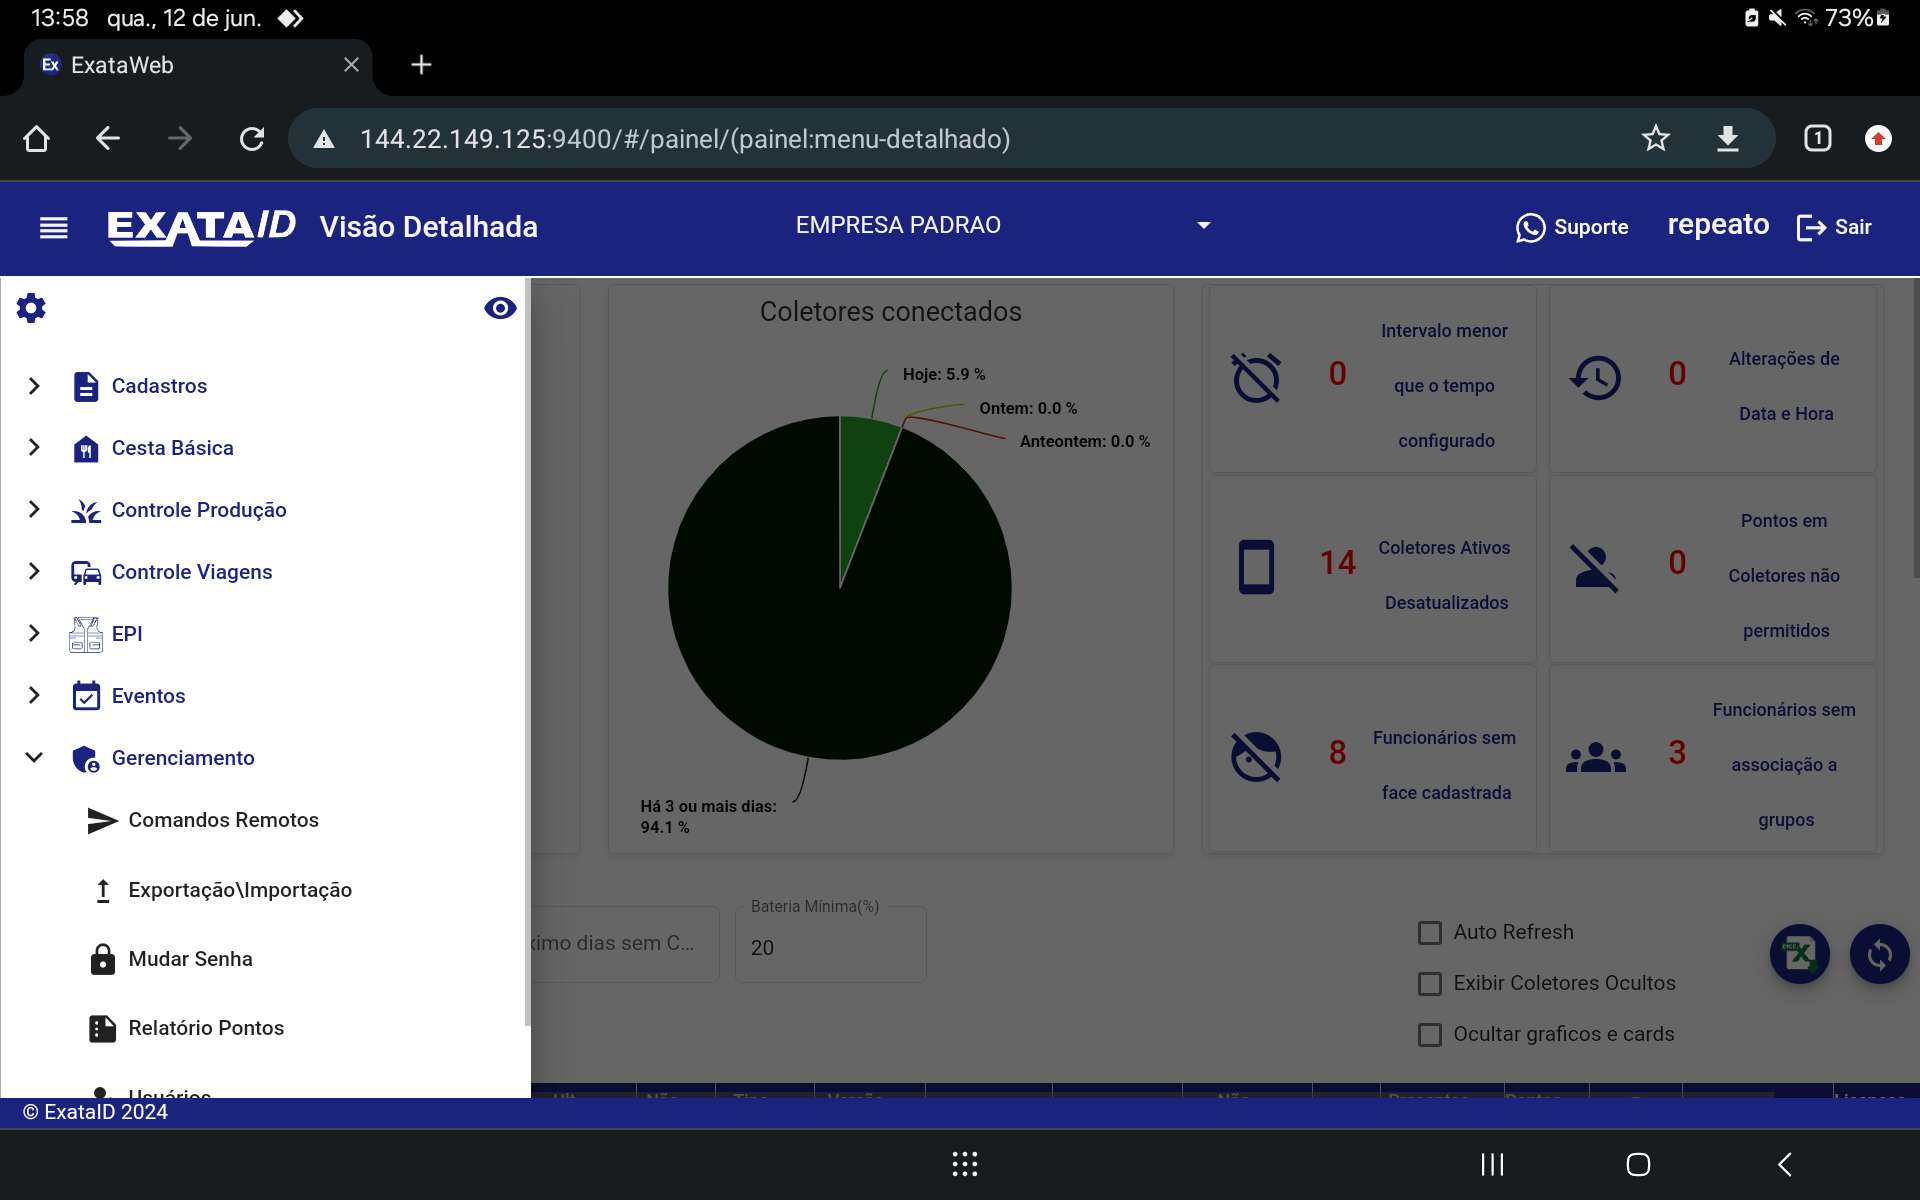 13:58 qua., 12 de jun.
73%
Ex ExataWeb
144.22.149.125:9400/#/painel/(painel:menu-detalhado)
1
EXATAID Visão Detalhada
EMPRESA PADRAO
Suporte
repeato
Sair
Cadastros
Cesta Básica
Controle Produção
Controle Viagens
EPI
Eventos
Gerenciamento
Comandos Remotos
Exportação\Importação
Mudar Senha
Relatório Pontos
Usuários
Coletores conectados
Hoje: 5.9 %
Ontem: 0.0 %
Anteontem: 0.0 %
Há 3 ou mais dias:
94.1 %
0
Intervalo menor
que o tempo
configurado
0
Alterações de
Data e Hora
14
Coletores Ativos
Desatualizados
0
Pontos em
Coletores não
permitidos
8
Funcionários sem
face cadastrada
3
Funcionários sem
associação a
grupos
dias sem C...
Bateria Mínima(%)
20
Auto Refresh
Exibir Coletores Ocultos
Ocultar graficos e cards
© ExataID 2024